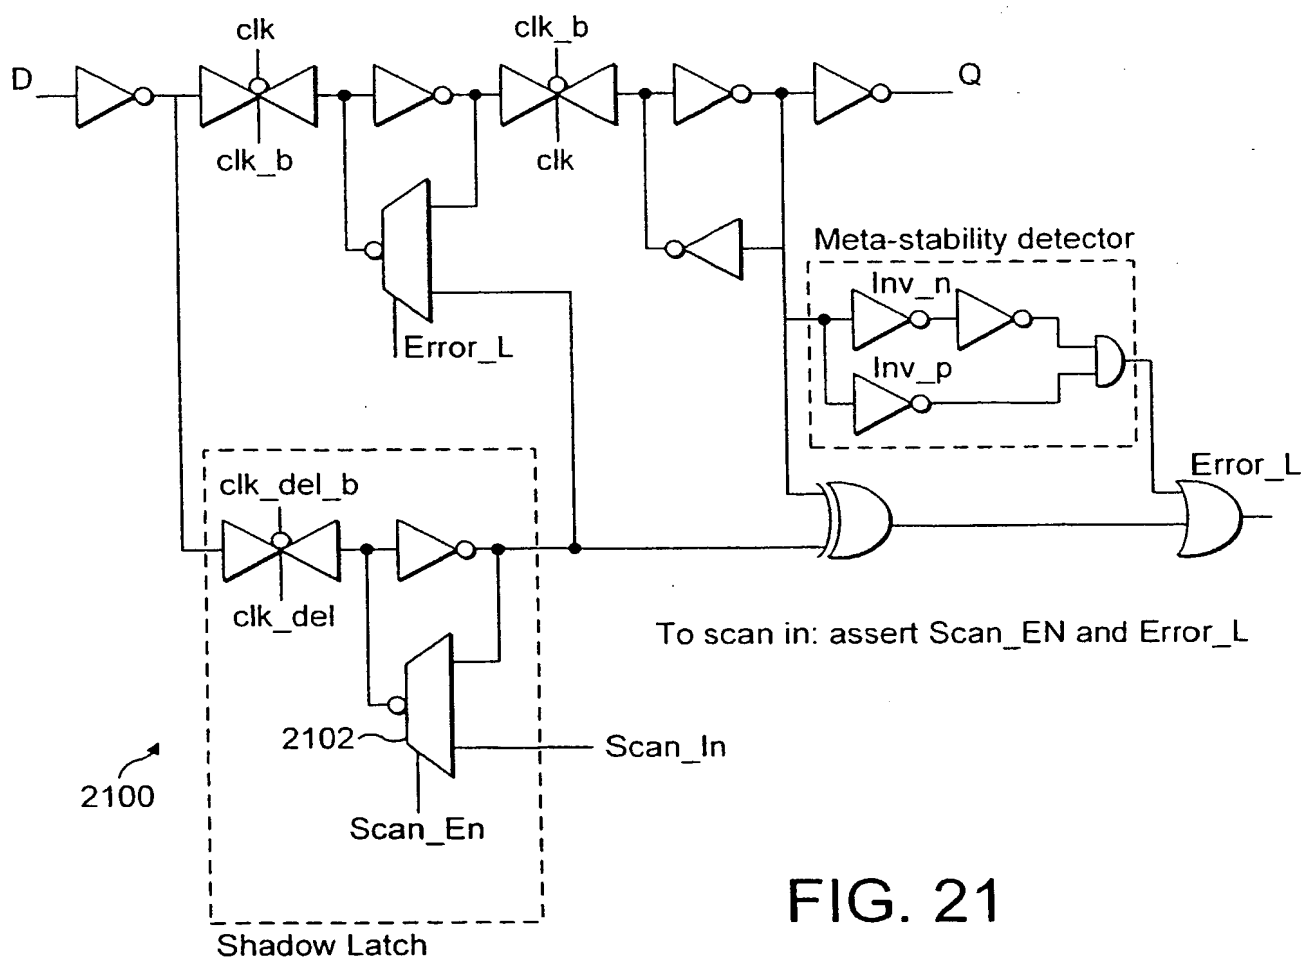 clk
clk_b
D
Q
clk_b
clk
Meta-stability detector
Inv_n
Error_L
Inv_p
Error_L
clk_del_b
clk_del
To scan in: assert Scan_EN and Error_L
2102
Scan_In
2100
Scan_En
FIG. 21
Shadow Latch